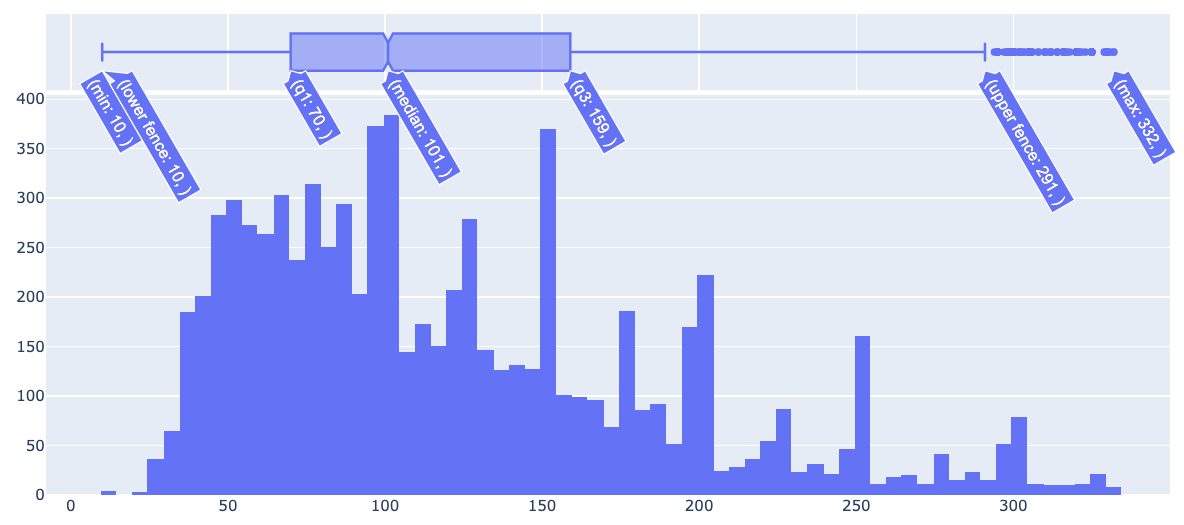 (min: 10, )
(lower fence: 10, )
(q1: 70, )
(median: 101, )
(q3: 159, )
(upper fence: 291, )
(max: 332, )
400
350
300
250
200
150
100
50
0
0 50 100 150 200 250 300